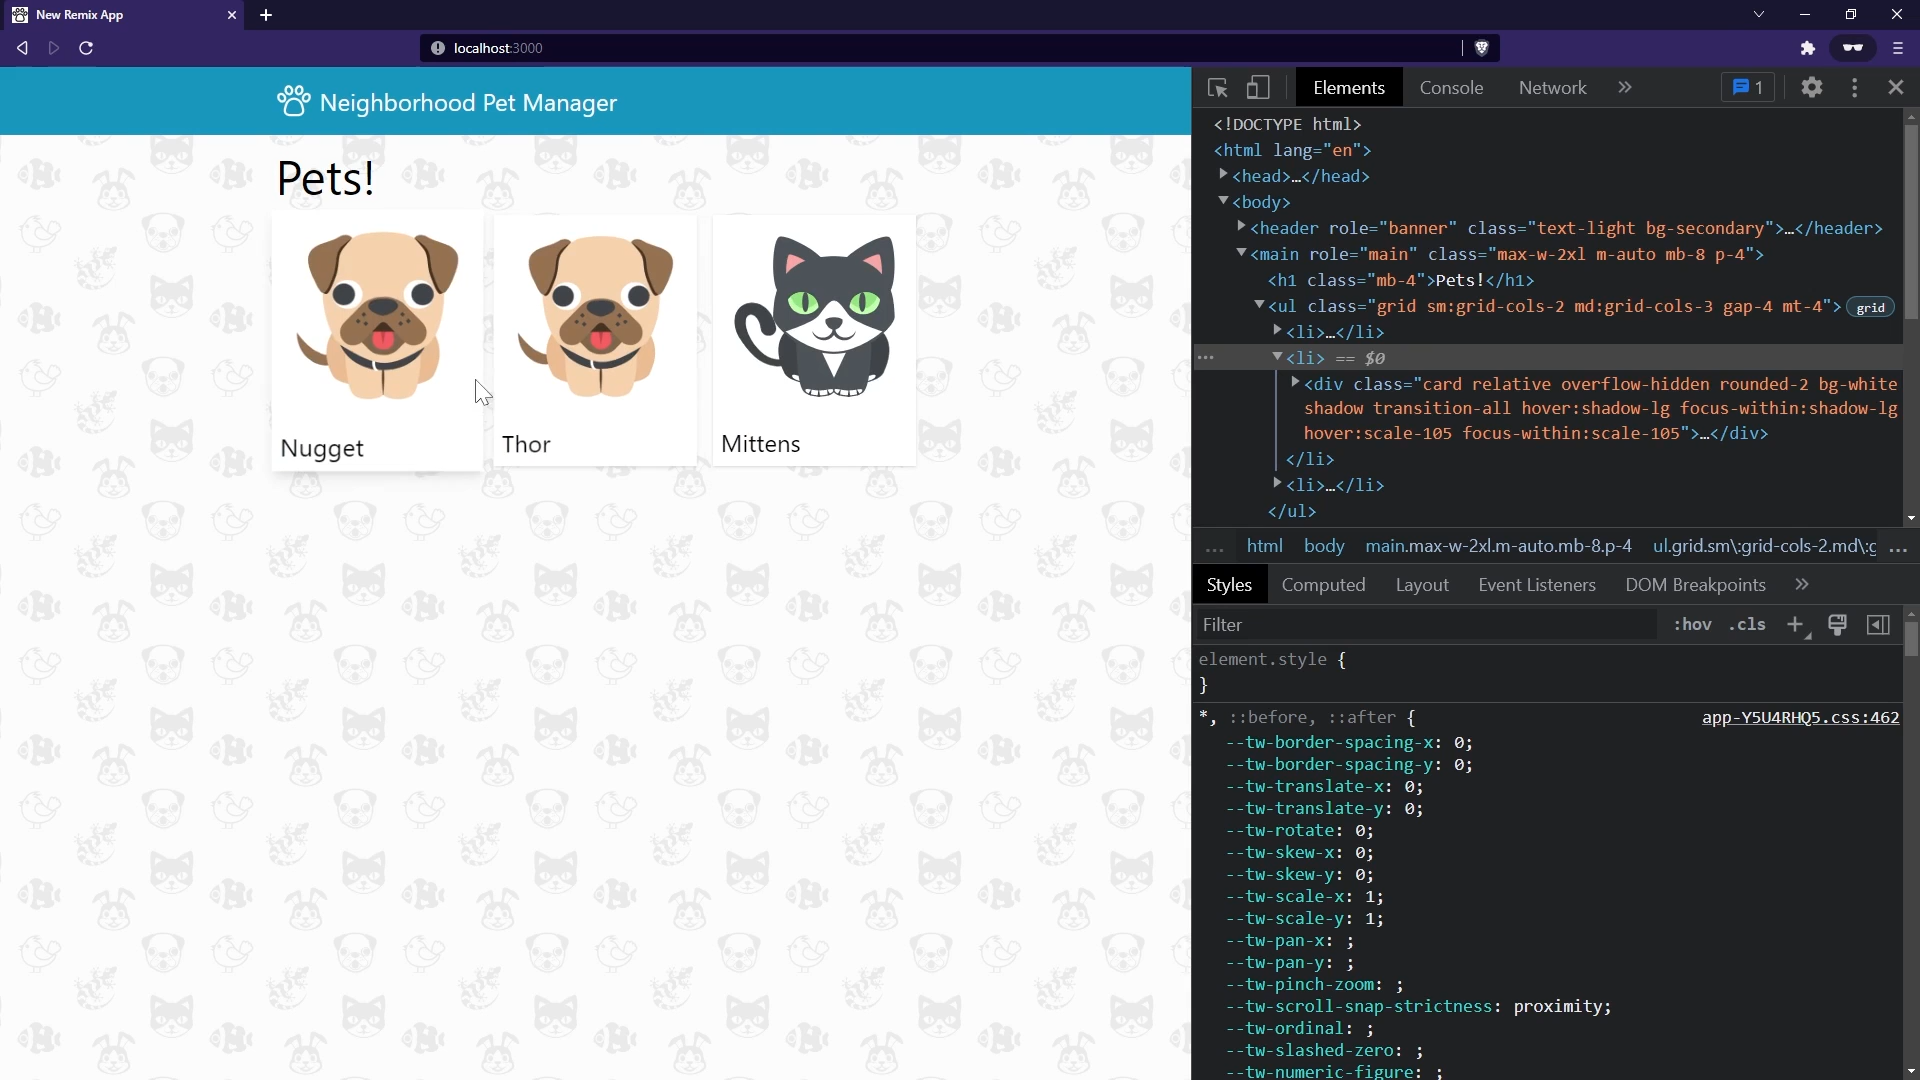 New Remix App
localhost:3000
Neighborhood Pet Manager
Pets!
Nugget
Thor
Mittens
Elements
Console
Network
1
<!DOCTYPE html>
<html lang="en">
<head>…</head>
<body>
<header role="banner" class="text-light bg-secondary">…</header>
<main role="main" class="max-w-2xl m-auto mb-8 p-4">
<h1 class="mb-4">Pets!</h1>
<ul class="grid sm:grid-cols-2 md:grid-cols-3 gap-4 mt-4"> grid
<li>…</li>
<li> == $0
<div class="card relative overflow-hidden rounded-2 bg-white
shadow transition-all hover:shadow-lg focus-within:shadow-lg
hover:scale-105 focus-within:scale-105">…</div>
</li>
<li>…</li>
</ul>
… html body main.max-w-2xl.m-auto.mb-8.p-4 ul.grid.sm\:grid-cols-2.md\:g …
Styles Computed Layout Event Listeners DOM Breakpoints
Filter :hov .cls
element.style {
}
*, ::before, ::after { app-Y5U4RHQ5.css:462
--tw-border-spacing-x: 0;
--tw-border-spacing-y: 0;
--tw-translate-x: 0;
--tw-translate-y: 0;
--tw-rotate: 0;
--tw-skew-x: 0;
--tw-skew-y: 0;
--tw-scale-x: 1;
--tw-scale-y: 1;
--tw-pan-x: ;
--tw-pan-y: ;
--tw-pinch-zoom: ;
--tw-scroll-snap-strictness: proximity;
--tw-ordinal: ;
--tw-slashed-zero: ;
--tw-numeric-figure: ;